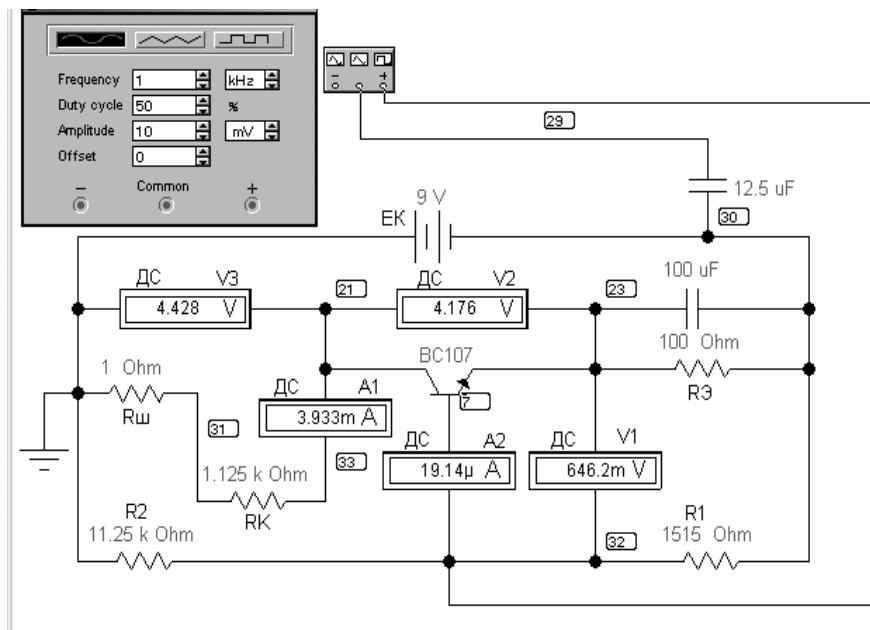 Frequency 1 kHz
Duty cycle 50 %
Amplitude 10 mV
Offset 0
− Common +
− +
29
12.5 uF
9 V
EK
30
ДС V3
4.428 V
21
ДС V2
4.176 V
23
100 uF
100 Ohm
RЭ
BC107
7
1 Ohm
Rш
31
ДС A1
3.933m A
33
ДС A2
19.14µ A
ДС V1
646.2m V
1.125 k Ohm
RK
R2
11.25 k Ohm
32
R1
1515 Ohm